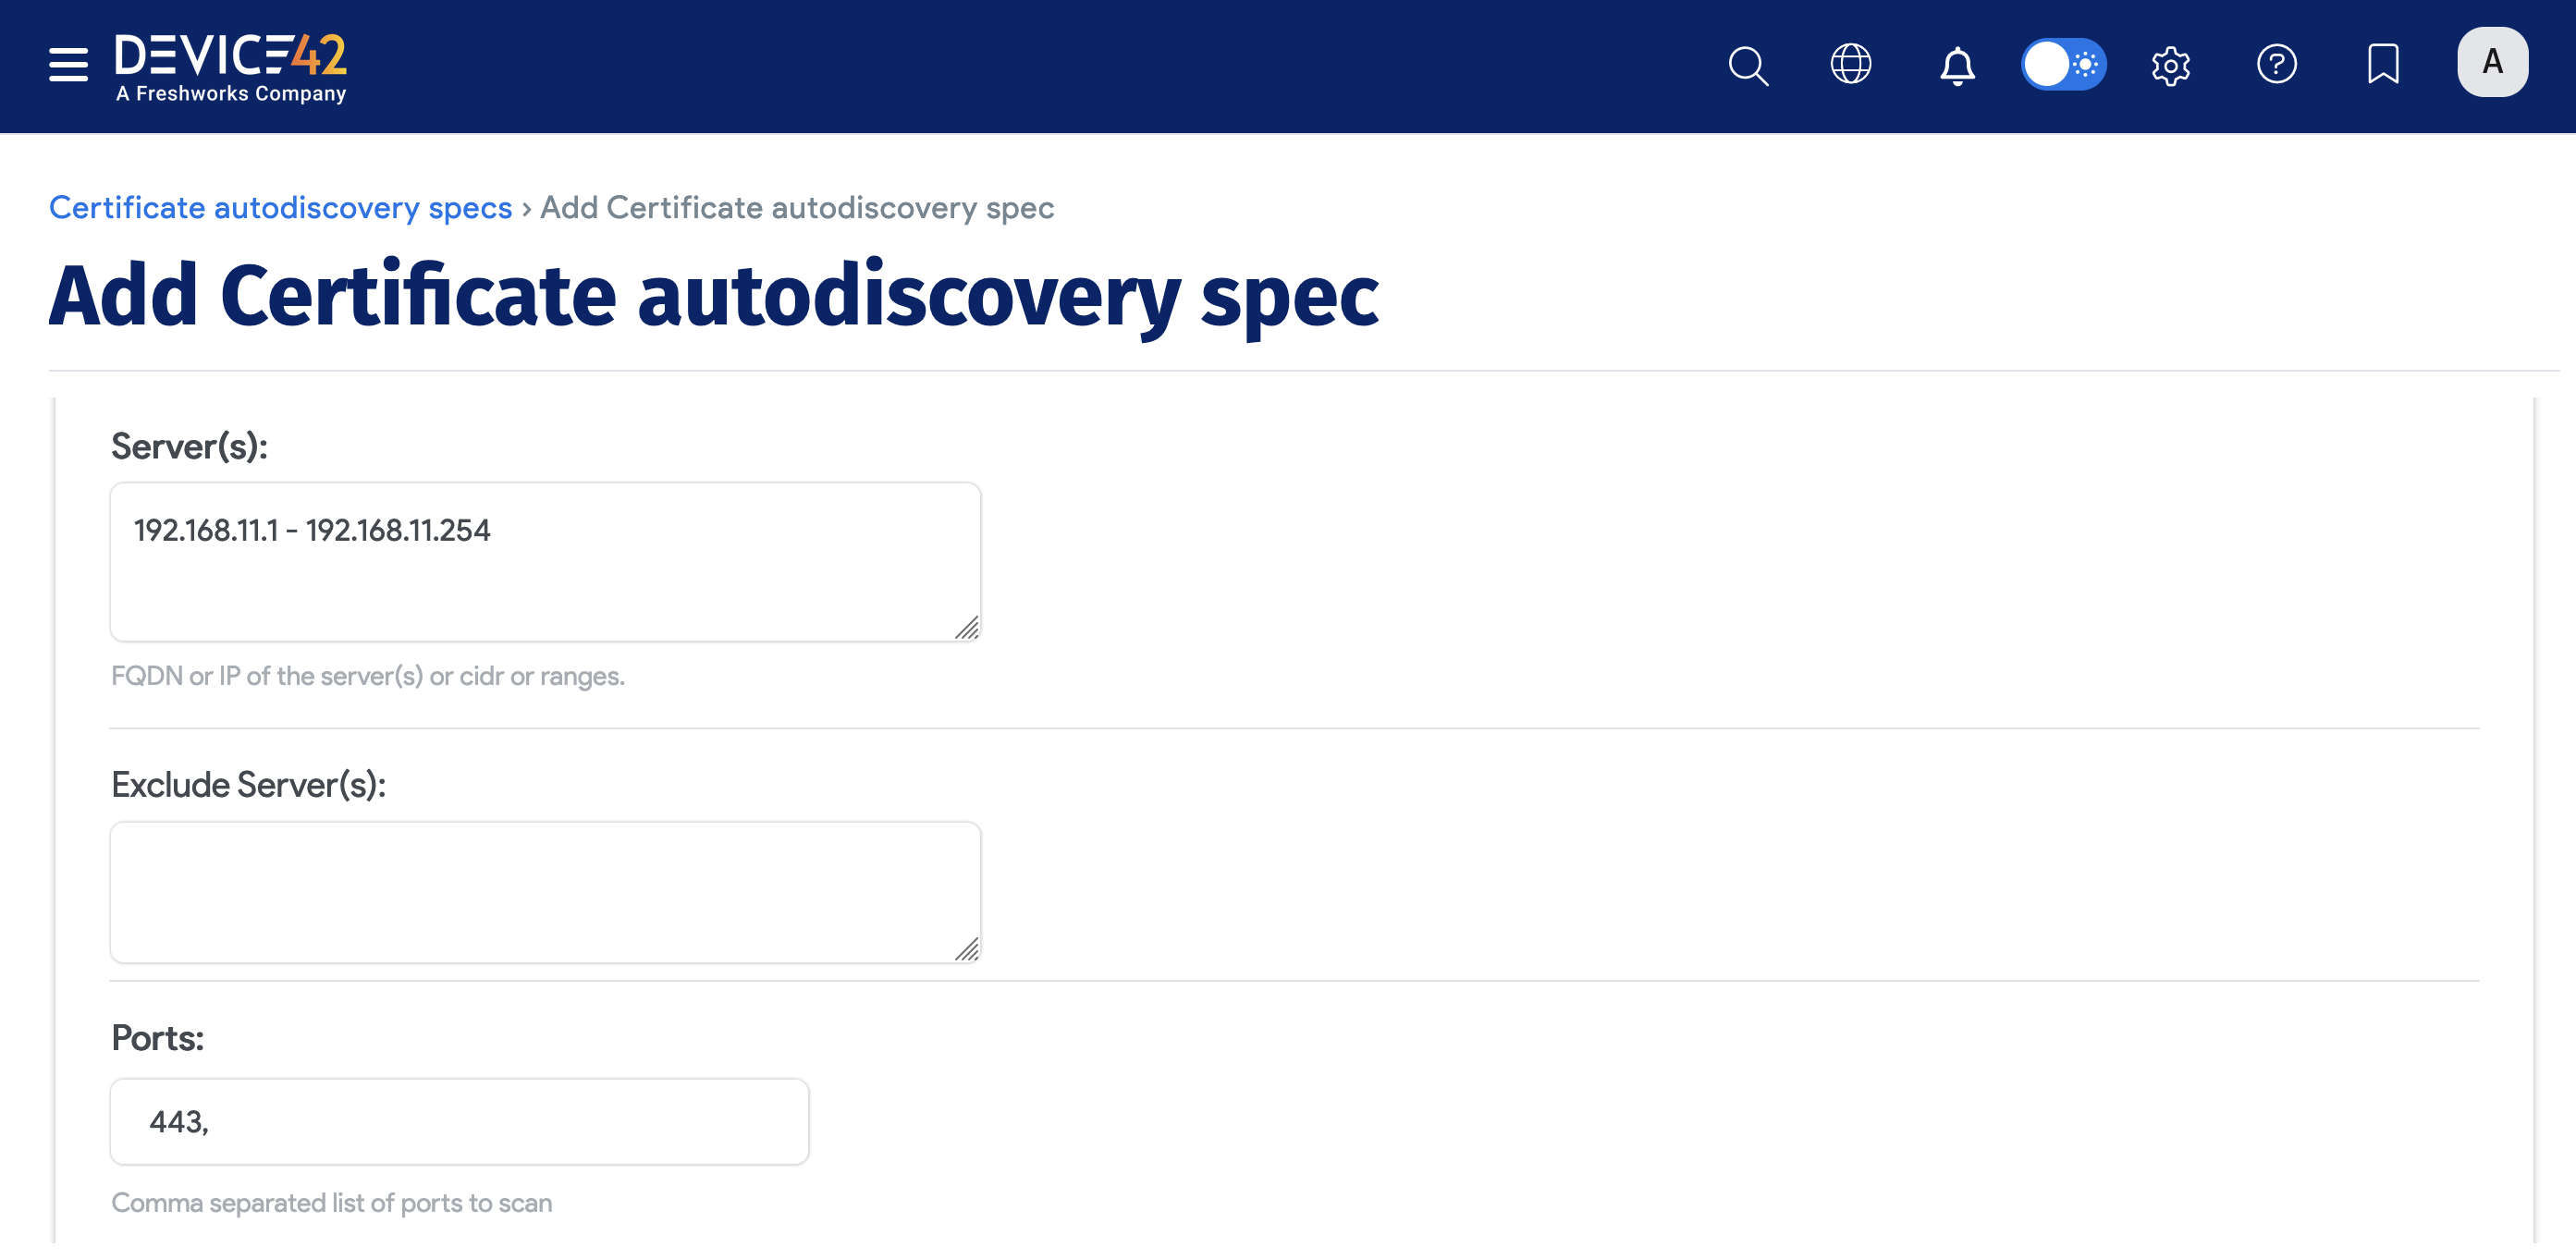 DEVICE42
A Freshworks Company
A
Certificate autodiscovery specs › Add Certificate autodiscovery spec
Add Certificate autodiscovery spec
Server(s):
192.168.11.1 - 192.168.11.254
FQDN or IP of the server(s) or cidr or ranges.
Exclude Server(s):
Ports:
443,
Comma separated list of ports to scan